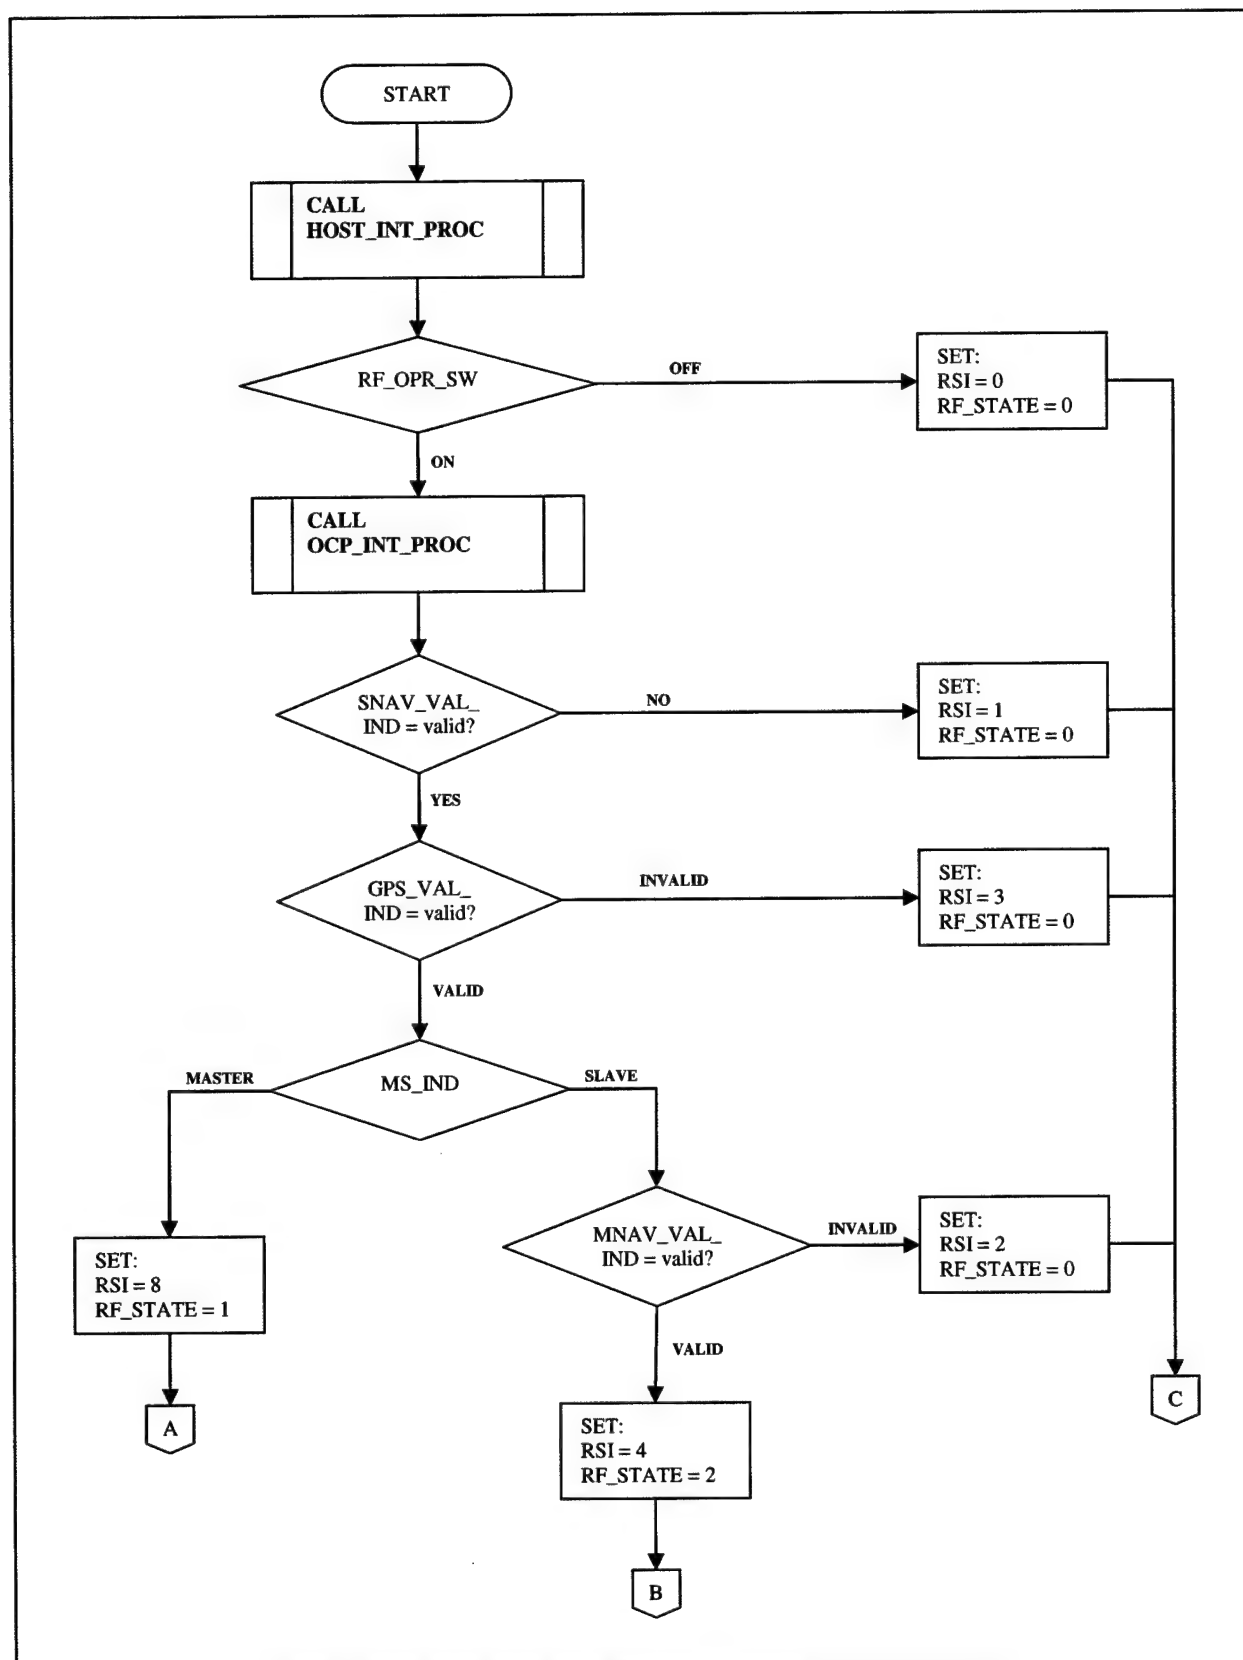 START
CALL
HOST_INT_PROC
RF_OPR_SW
OFF
SET:
RSI = 0
RF_STATE = 0
ON
CALL
OCP_INT_PROC
SNAV_VAL_
IND = valid?
NO
SET:
RSI = 1
RF_STATE = 0
YES
GPS_VAL_
IND = valid?
INVALID
SET:
RSI = 3
RF_STATE = 0
VALID
MASTER
MS_IND
SLAVE
MNAV_VAL_
IND = valid?
INVALID
SET:
RSI = 2
RF_STATE = 0
SET:
RSI = 8
RF_STATE = 1
VALID
A
C
SET:
RSI = 4
RF_STATE = 2
B